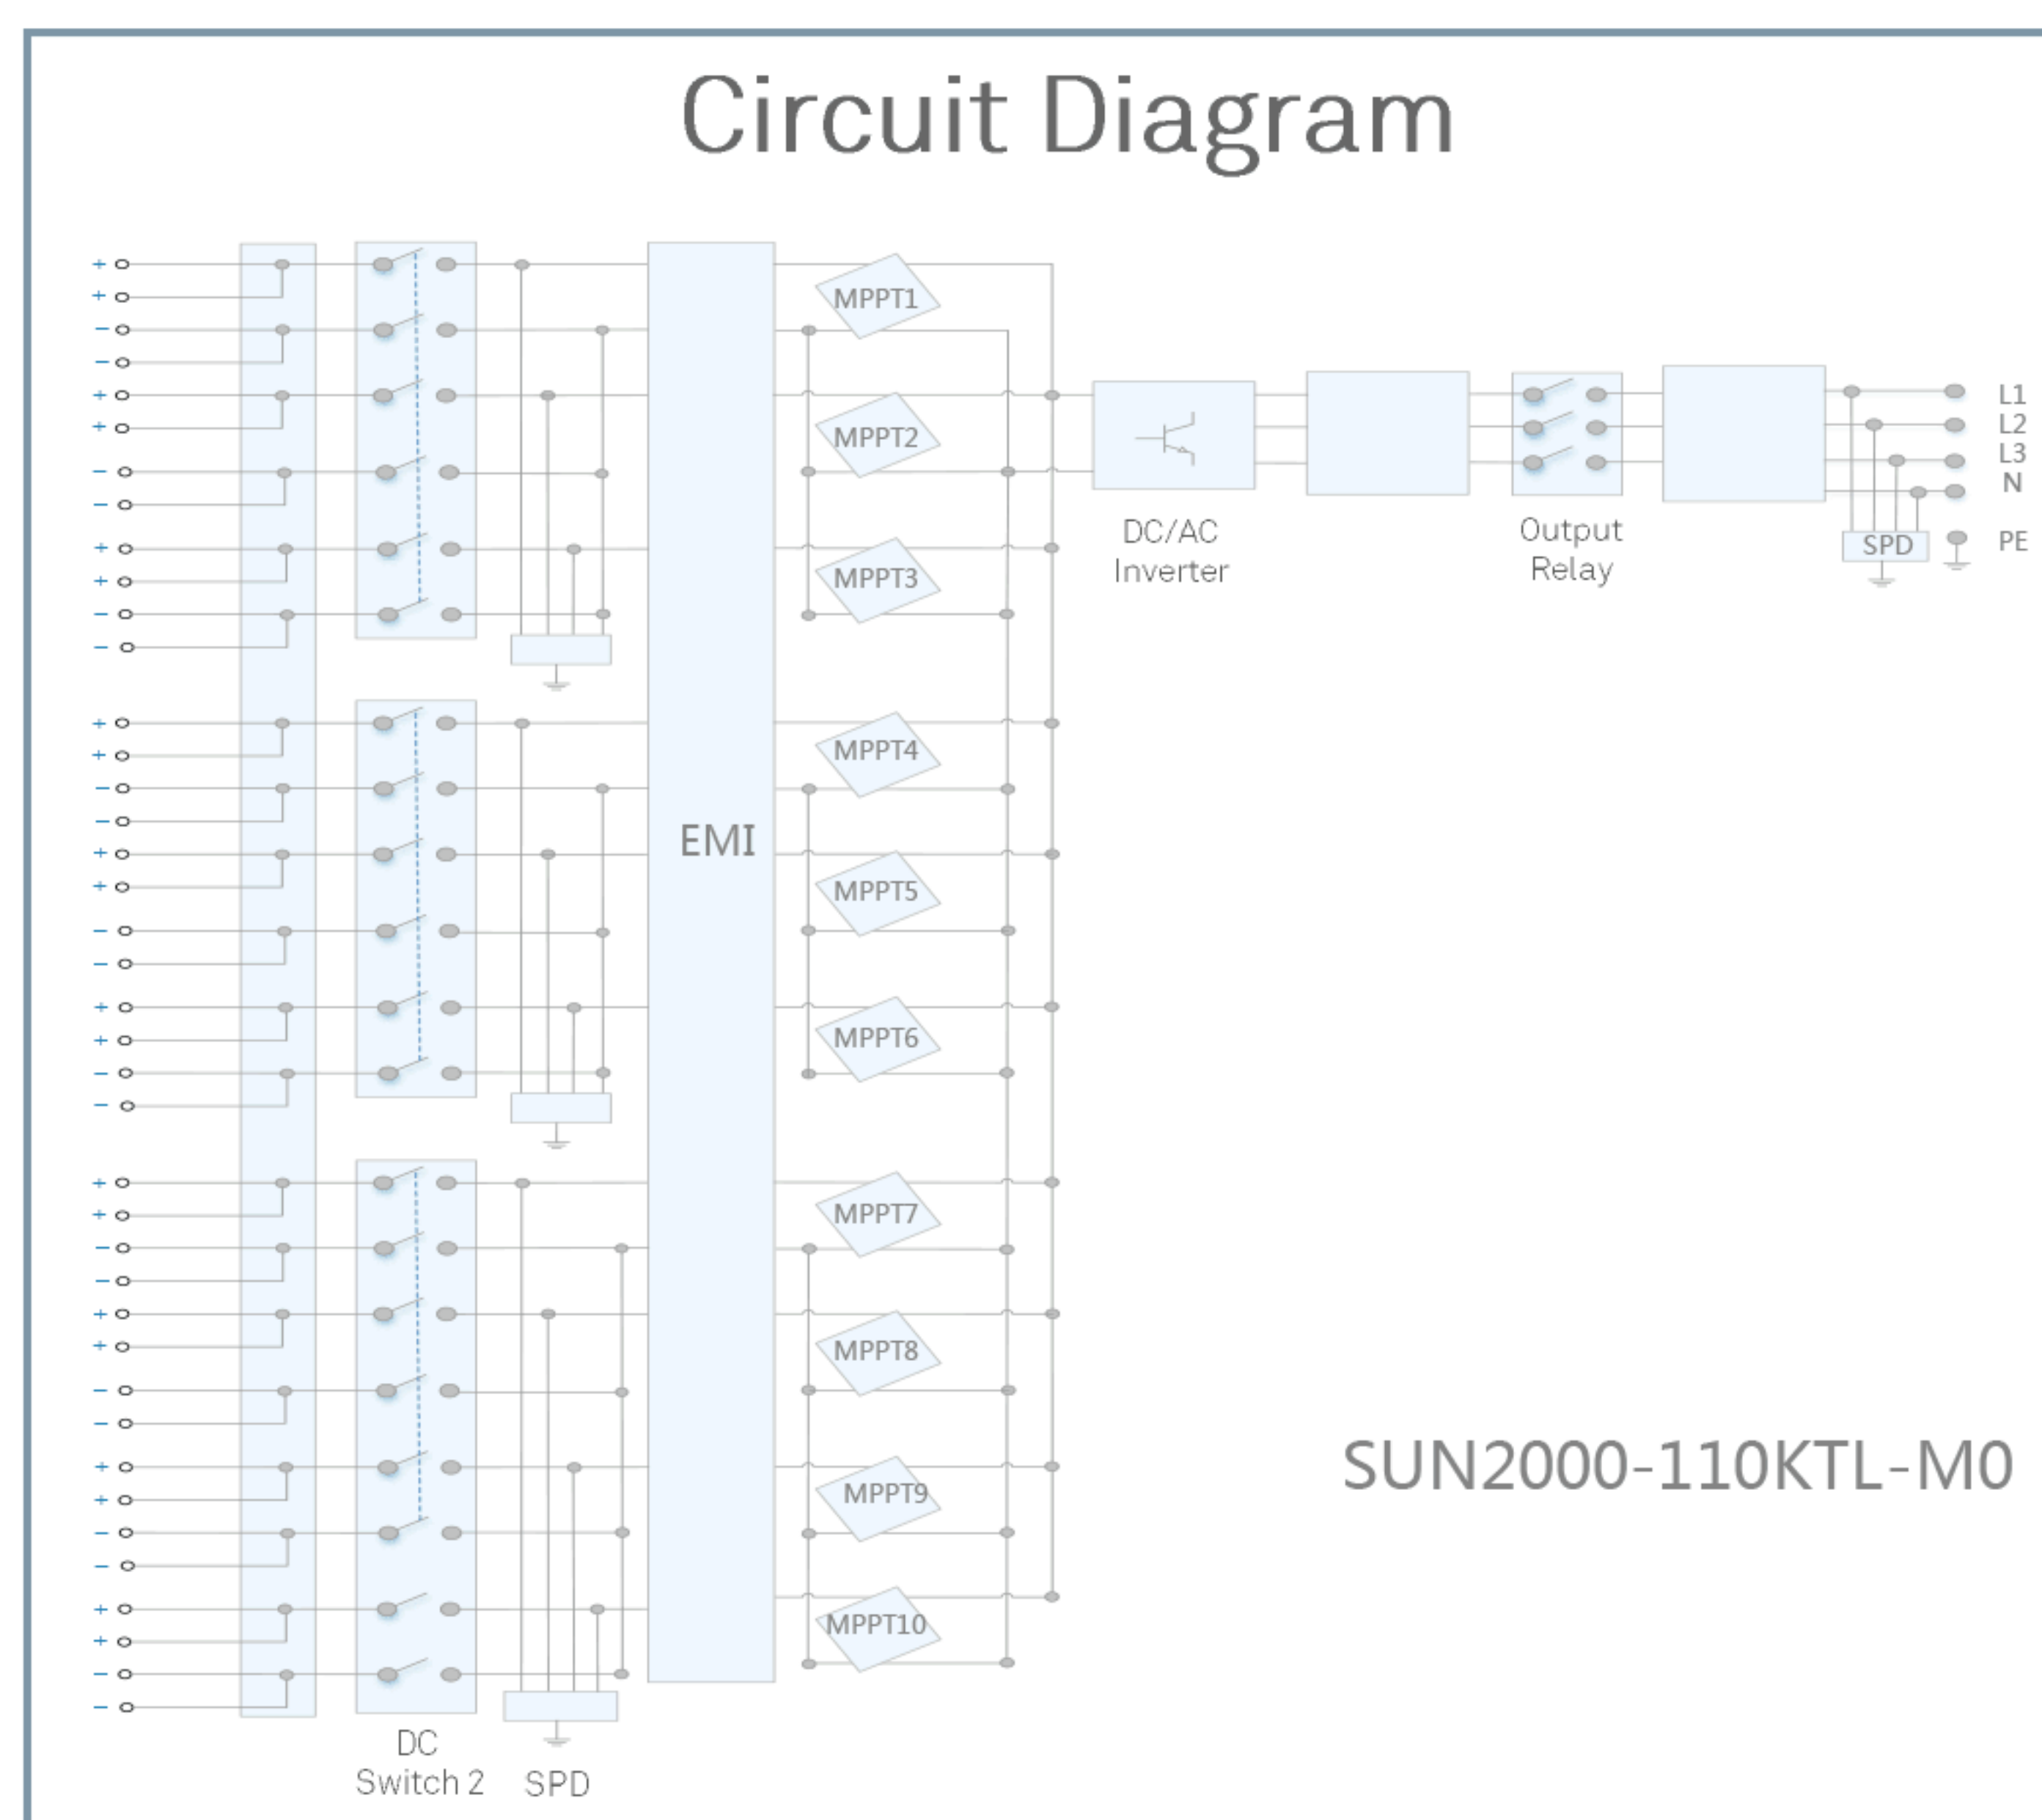 Circuit Diagram
+
+
−
−
+
+
−
−
+
+
−
−
+
+
−
−
+
+
−
−
+
+
−
−
+
+
−
−
+
+
−
−
+
+
−
−
+
+
−
−
EMI
MPPT1
MPPT2
MPPT3
MPPT4
MPPT5
MPPT6
MPPT7
MPPT8
MPPT9
MPPT10
DC/AC
Inverter
Output
Relay
L1
L2
L3
N
SPD
PE
SUN2000-110KTL-M0
DC
Switch 2
SPD